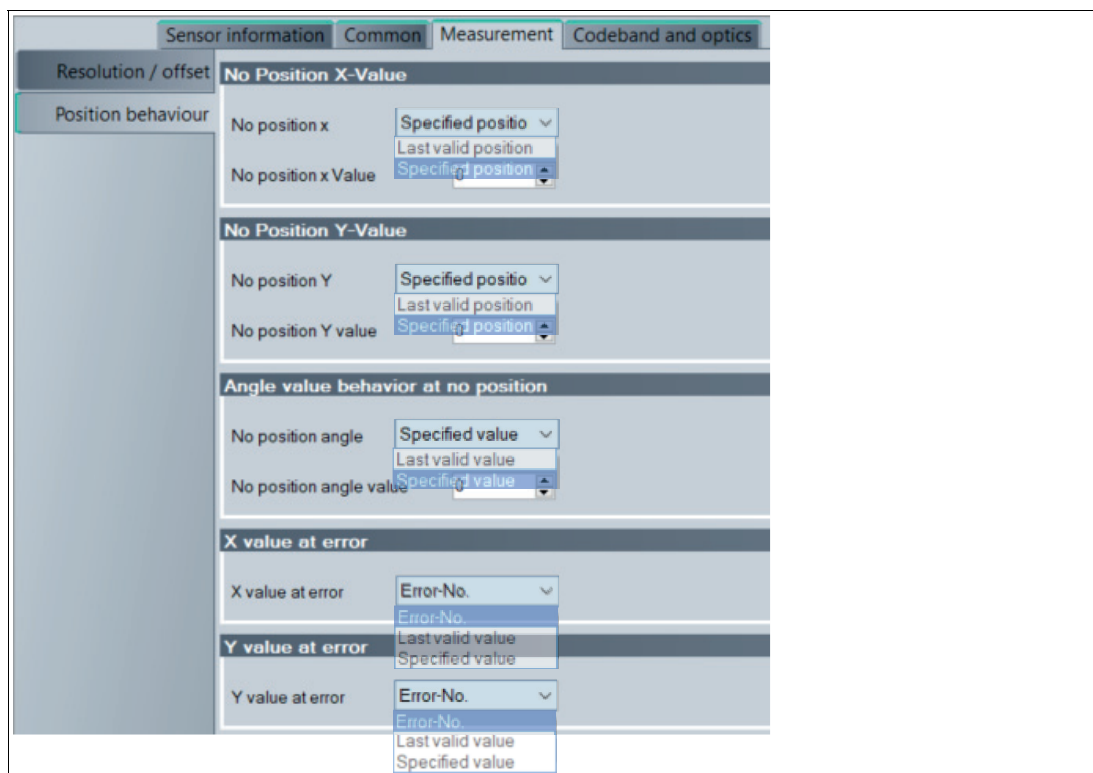 Sensor information Common Measurement Codeband and optics
Resolution / offset
Position behaviour
No Position X-Value
No position x Specified positio
Last valid position
Specified position
No position x Value 0
No Position Y-Value
No position Y Specified positio
Last valid position
Specified position
No position Y value 0
Angle value behavior at no position
No position angle Specified value
Last valid value
Specified value
No position angle value 0
X value at error
X value at error Error-No.
Error-No.
Last valid value
Specified value
Y value at error
Y value at error Error-No.
Error-No.
Last valid value
Specified value